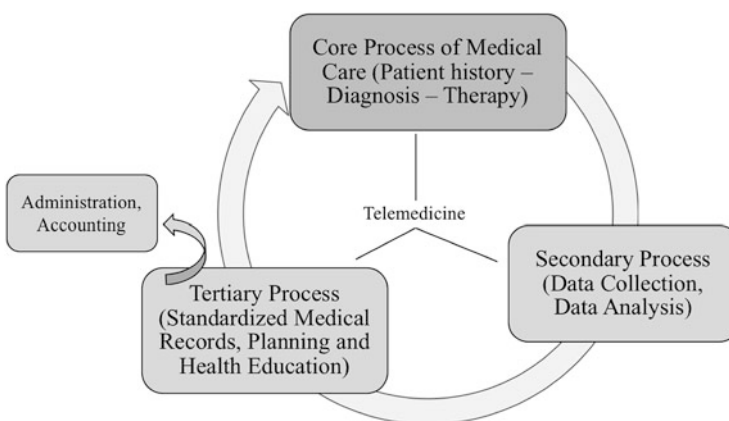 Core Process of Medical
Care (Patient history –
Diagnosis – Therapy)
Administration,
Accounting
Telemedicine
Secondary Process
(Data Collection,
Data Analysis)
Tertiary Process
(Standardized Medical
Records, Planning and
Health Education)